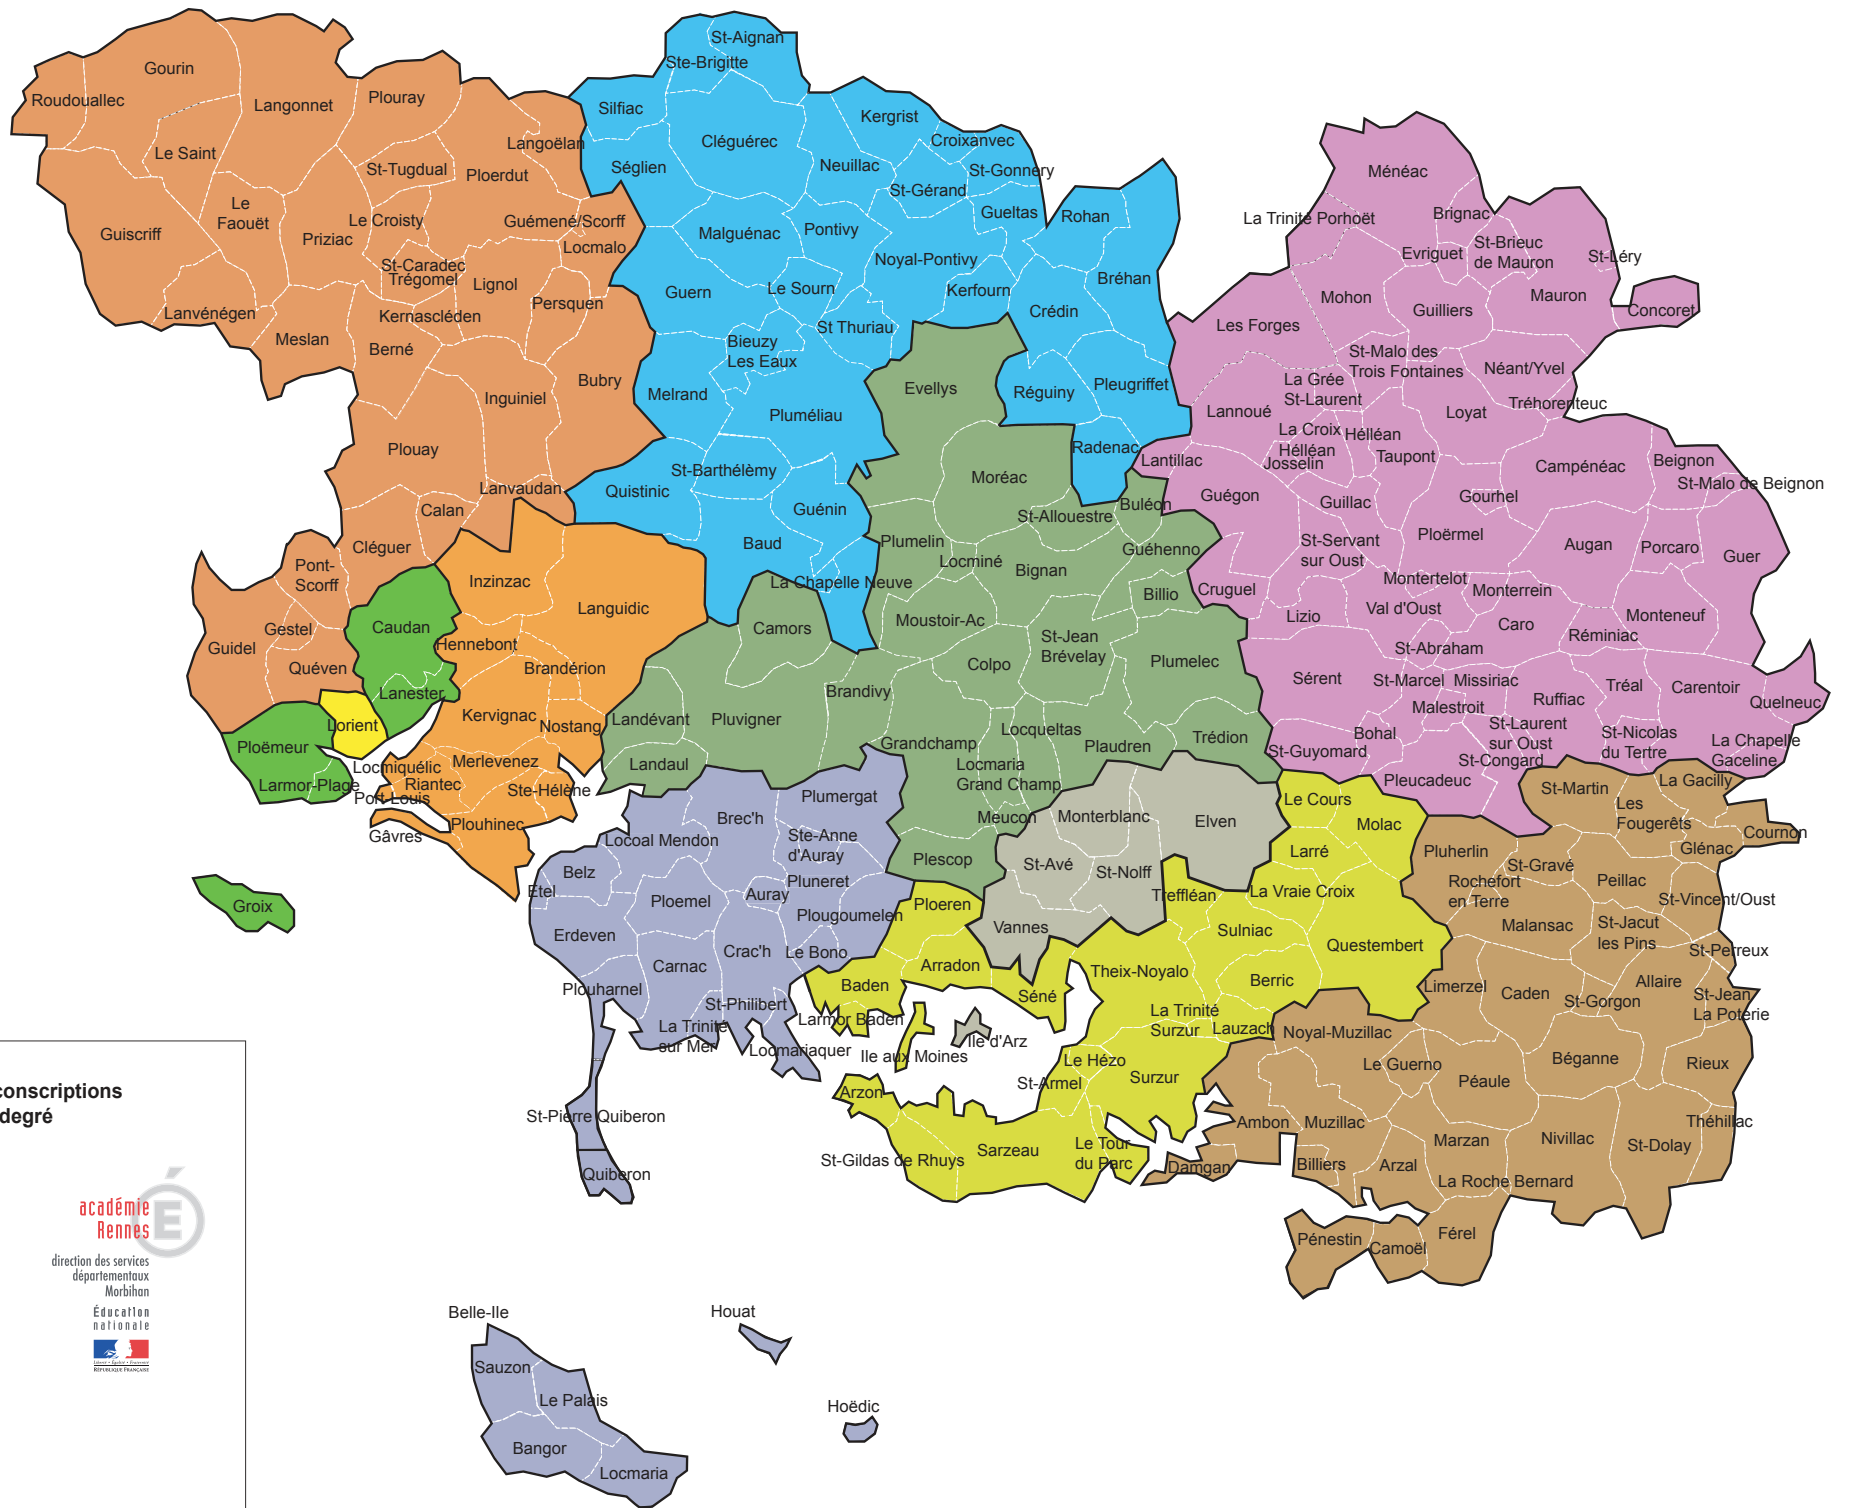 St-Aignan
Ste-Brigitte
Gourin
Roudouallec
Langonnet
Plouray
Silfiac
Kergrist
Le Saint
Langoëlan
Cléguérec
Croixanvec
St-Tugdual
Ploerdut
Séglien
Neuillac
St-Gonnery
St-Gérand
Ménéac
Le
Faouët
Le Croisty
Guémené/Scorff
Guiscriff
Priziac
Locmalo
Malguénac
Pontivy
Gueltas
Rohan
La Trinité Porhoët
Brignac
St-Caradec
Trégomel
Lignol
Noyal-Pontivy
Evriguet
St-Brieuc
de Mauron
St-Léry
Lanvénégen
Persquen
Guern
Le Sourn
Kerfourn
Bréhan
Mohon
Mauron
Kernascléden
Crédin
Guilliers
Concoret
Meslan
Berné
St Thuriau
Les Forges
Bieuzy
Les Eaux
St-Malo des
Trois Fontaines
Néant/Yvel
Bubry
Inguiniel
Melrand
Evellys
Réguiny
Pleugriffet
La Grée
St-Laurent
Pluméliau
Lannoué
Loyat
Tréhorenteuc
Plouay
La Croix
Hélléan
Hélléan
Radenac
Lantillac
Josselin
Taupont
Campénéac
Beignon
St-Malo de Beignon
Lanvaudan
Quistinic
St-Barthélèmy
Moréac
Guégon
Guillac
Gourhel
Calan
Guénin
St-Allouestre
Buléon
Cléguer
Baud
Plumelin
Locminé
Guéhenno
St-Servant
sur Oust
Ploërmel
Augan
Porcaro
Guer
Pont-
Scorff
Inzinzac
La Chapelle Neuve
Bignan
Billio
Cruguel
Montertelot
Monterrein
Languidic
Lizio
Val d'Oust
Monteneuf
Gestel
Caudan
Camors
Moustoir-Ac
Caro
Réminiac
Guidel
Hennebont
St-Jean
Brévelay
St-Abraham
Quéven
Brandérion
Colpo
Plumelec
Sérent
St-Marcel
Missiriac
Ruffiac
Tréal
Carentoir
Lanester
Brandivy
Malestroit
Quelneuc
Lorient
Kervignac
Nostang
Landévant
Pluvigner
Locqueltas
Trédion
Bohal
St-Laurent
sur Oust
St-Nicolas
du Tertre
La Chapelle
Gaceline
Ploëmeur
Grandchamp
Plaudren
St-Guyomard
St-Congard
Locmiquélic
Merlevenez
Landaul
Locmaria
Grand Champ
Pleucadeuc
Larmor-Plage
Riantec
Ste-Hélène
Port-Louis
Plumergat
St-Martin
La Gacilly
Le Cours
Les
Fougerêts
Gâvres
Plouhinec
Brec'h
Meucon
Monterblanc
Elven
Molac
Cournon
Locoal Mendon
Ste-Anne
d'Auray
Larré
Pluherlin
Glénac
Plescop
St-Avé
St-Nolff
St-Gravé
Belz
Etel
Pluneret
Auray
Treffléan
La Vraie Croix
Rochefort
en Terre
Peillac
St-Vincent/Oust
Groix
Ploemel
Ploeren
Plougoumelen
Vannes
Sulniac
Malansac
St-Jacut
les Pins
Erdeven
Crac'h
Le Bono
Questembert
St-Perreux
Carnac
Arradon
Theix-Noyalo
Baden
Berric
Limerzel
Caden
Allaire
Plouharnel
Séné
St-Gorgon
St-Jean
La Poterie
St-Philibert
La Trinité
Surzur
La Trinité
sur Mer
Larmor Baden
Lauzach
Noyal-Muzillac
Locmariaquer
Ile aux Moines
Ile d'Arz
Le Hézo
Le Guerno
Béganne
Rieux
St-Armel
Surzur
Péaule
Arzon
conscriptions
degré
St-Pierre Quiberon
Ambon
Muzillac
Théhillac
Sarzeau
Le Tour
du Parc
Marzan
Nivillac
St-Dolay
St-Gildas de Rhuys
Damgan
Billiers
Arzal
Quiberon
La Roche Bernard
académie
Rennes
É
Pénestin
Camoël
Férel
direction des services
départementaux
Morbihan
Éducation
nationale
Liberté • Égalité • Fraternité
RÉPUBLIQUE FRANÇAISE
Belle-Ile
Houat
Sauzon
Le Palais
Hoëdic
Bangor
Locmaria